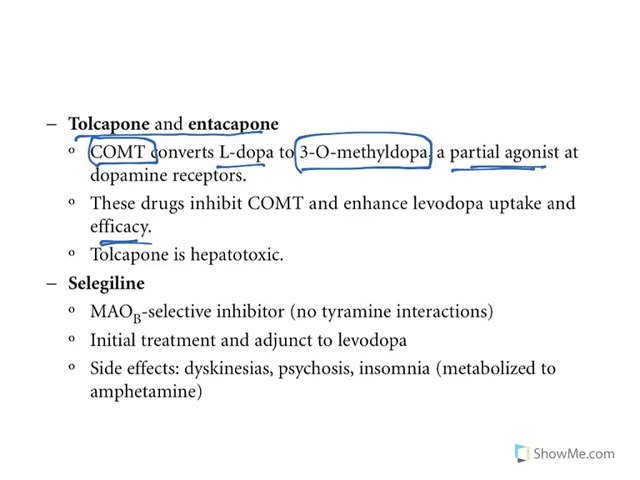 – Tolcapone and entacapone
o COMT converts L-dopa to 3-O-methyldopa, a partial agonist at
dopamine receptors.
o These drugs inhibit COMT and enhance levodopa uptake and
efficacy.
o Tolcapone is hepatotoxic.
– Selegiline
o MAOB-selective inhibitor (no tyramine interactions)
o Initial treatment and adjunct to levodopa
o Side effects: dyskinesias, psychosis, insomnia (metabolized to
amphetamine)
ShowMe.com